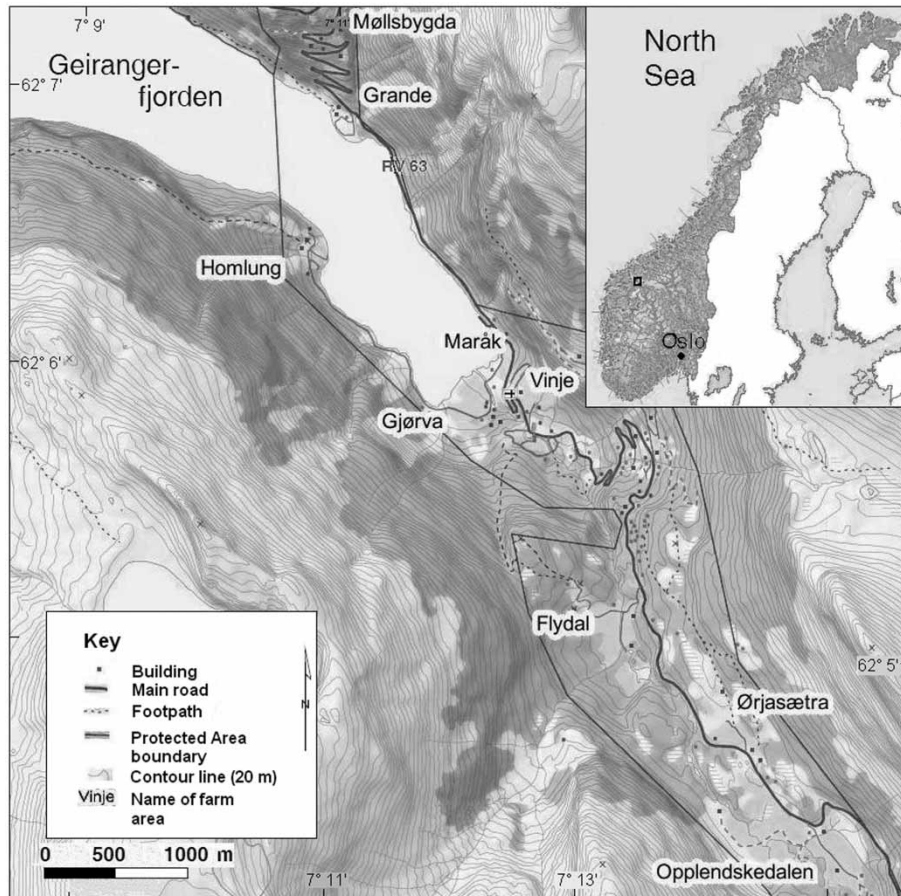 7° 9'
7° 11'
Møllsbygda
North
Sea
Geiranger-
fjorden
62° 7'
Grande
RV 63
Homlung
Oslo
Maråk
62° 6'
Vinje
Gjørva
Flydal
62° 5'
Key
Building
Main road
Footpath
Protected Area
boundary
Contour line (20 m)
Vinje
Name of farm
area
N
Ørjasætra
0 500 1000 m
7° 11'
7° 13'
Opplendskedalen